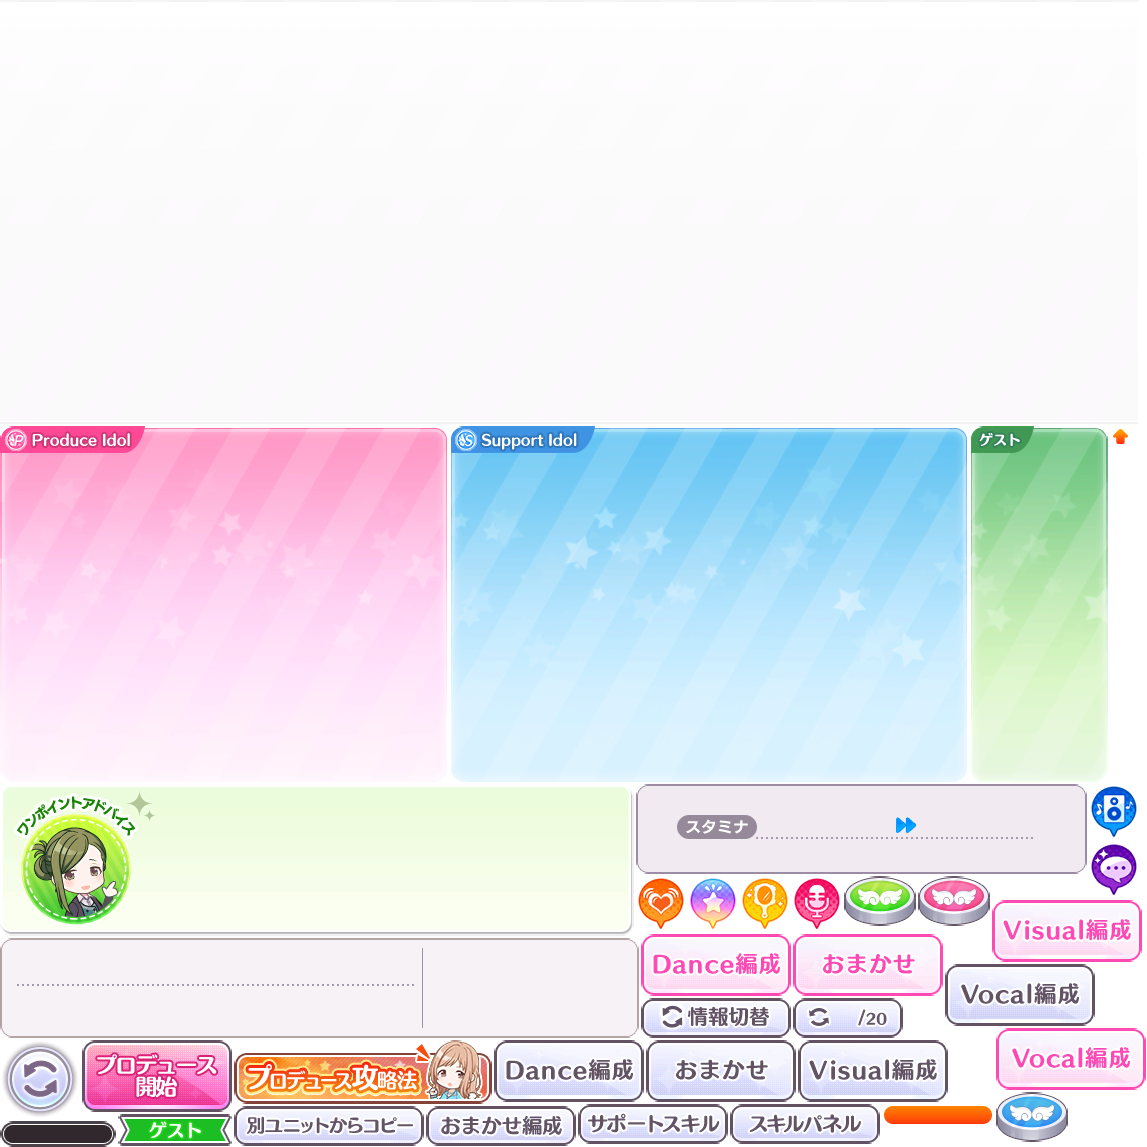 Produce Idol
Support Idol
ゲスト
ワンポイントアドバイス
スタミナ
Visual編成
Dance編成
おまかせ
Vocal編成
情報切替
/20
Vocal編成
プロデュース
開始
プロデュース攻略法
Dance編成
おまかせ
Visual編成
ゲスト
別ユニットからコピー
おまかせ編成
サポートスキル
スキルパネル